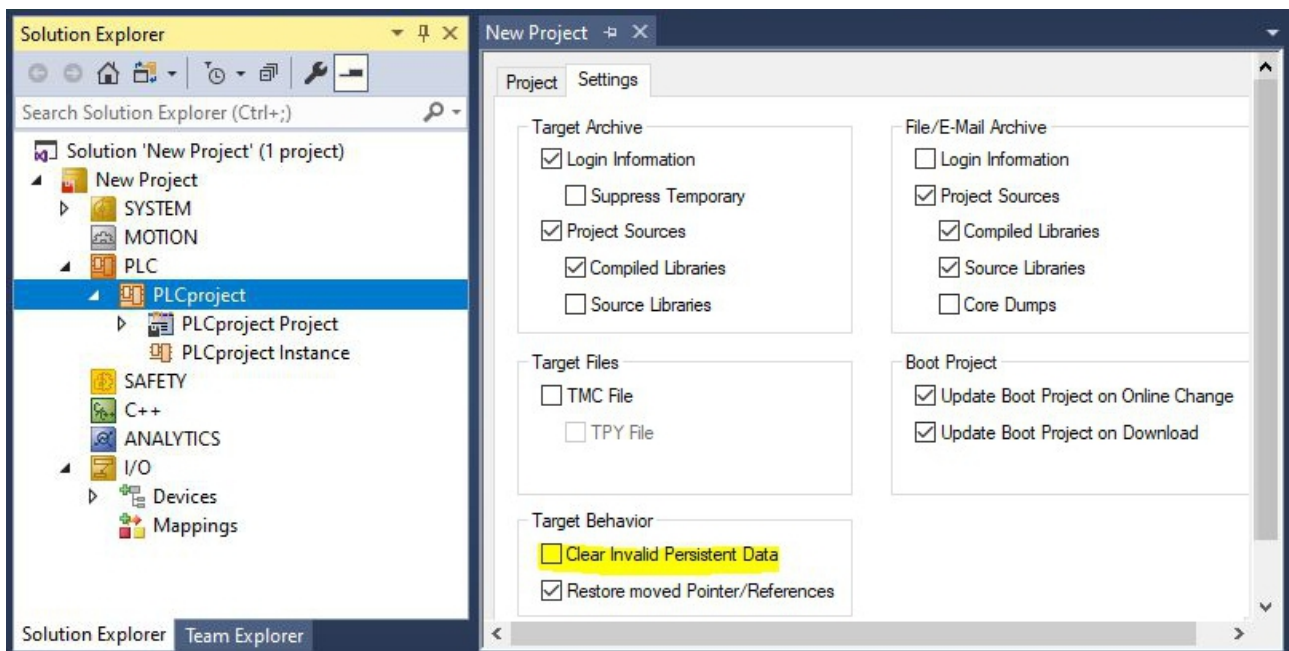 Solution Explorer
Search Solution Explorer (Ctrl+;)
Solution 'New Project' (1 project)
New Project
SYSTEM
MOTION
PLC
PLCproject
PLCproject Project
PLCproject Instance
SAFETY
C++
ANALYTICS
I/O
Devices
Mappings
Solution Explorer Team Explorer
New Project
Project Settings
Target Archive
Login Information
Suppress Temporary
Project Sources
Compiled Libraries
Source Libraries
File/E-Mail Archive
Login Information
Project Sources
Compiled Libraries
Source Libraries
Core Dumps
Target Files
TMC File
TPY File
Boot Project
Update Boot Project on Online Change
Update Boot Project on Download
Target Behavior
Clear Invalid Persistent Data
Restore moved Pointer/References